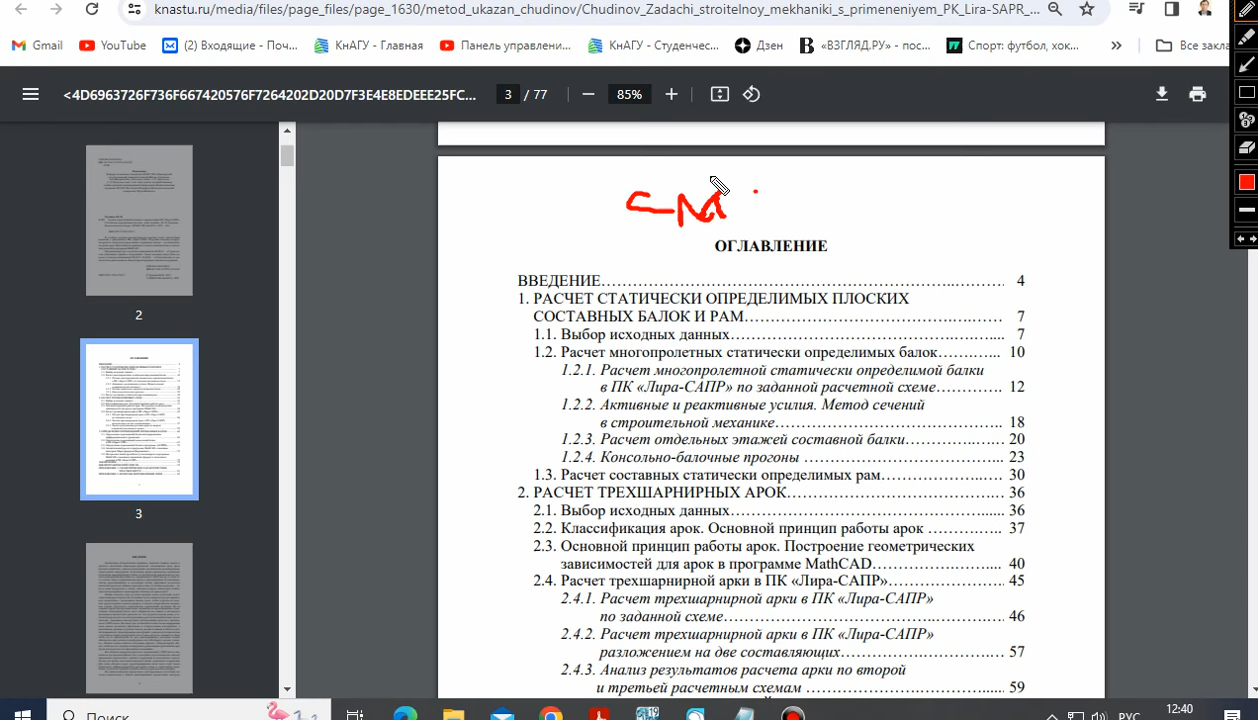 knastu.ru/media/files/page_files/page_1630/metod_ukazan_chudinov/Chudinov_Zadachi_stroitelnoy_mekhaniki_s_primeneniyem_PK_Lira-SAPR_...
Gmail YouTube (2) Входящие - Поч... КнАГУ - Главная Панель управлени... КнАГУ - Студенчес... Дзен «ВЗГЛЯД.РУ» - пос... Спорт: футбол, хок... » Все закла
<4D6963726F736F667420576F7264202D20D7F3E4E8EDEEE25FC... 3 / 77 85%
СМ
ОГЛАВЛЕНИЕ
ВВЕДЕНИЕ 4
1. РАСЧЕТ СТАТИЧЕСКИ ОПРЕДЕЛИМЫХ ПЛОСКИХ
СОСТАВНЫХ БАЛОК И РАМ 7
1.1. Выбор исходных данных 7
1.2. Расчет многопролетных статически определимых балок 10
1.2.1. Расчет многопролетной статически определимой балки
в ПК «Лира-САПР» по заданной расчетной схеме 12
1.2.2. Активные и реактивные усилия. Метод сечений
в строительной механике 18
1.2.3. Расчет отдельных этажей составной балки 20
1.2.4. Консольно-балочные прогоны 23
1.3. Расчет составных статически определимых рам 30
2. РАСЧЕТ ТРЕХШАРНИРНЫХ АРОК 36
2.1. Выбор исходных данных 36
2.2. Классификация арок. Основной принцип работы арок 37
2.3. Основной принцип работы арок. Построение геометрических
зависимостей для арок в программе MathCAD 40
2.4. Расчет трехшарнирной арки в ПК «Лира-САПР» 45
2.4.1. Расчет трехшарнирной арки в ПК «Лира-САПР»
по заданной схеме 46
2.4.2. Расчет трехшарнирной арки в ПК «Лира-САПР»
разложением на две составляющих 57
2.4.3. Анализ результатов расчета арки по второй
и третьей расчетным схемам 59
2
3
Поиск
РУС
12:40